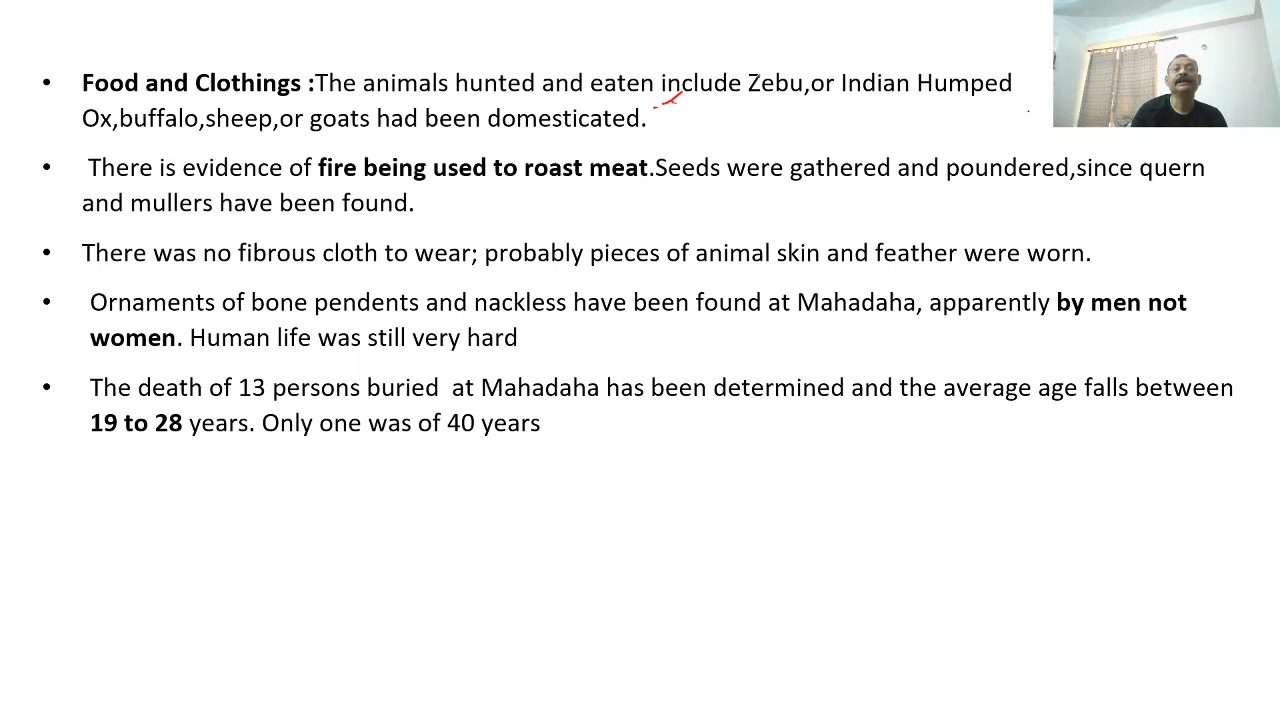 • Food and Clothings :The animals hunted and eaten include Zebu,or Indian Humped
Ox,buffalo,sheep,or goats had been domesticated.
• There is evidence of fire being used to roast meat.Seeds were gathered and poundered,since quern
and mullers have been found.
• There was no fibrous cloth to wear; probably pieces of animal skin and feather were worn.
• Ornaments of bone pendents and nackless have been found at Mahadaha, apparently by men not
women. Human life was still very hard
• The death of 13 persons buried at Mahadaha has been determined and the average age falls between
19 to 28 years. Only one was of 40 years